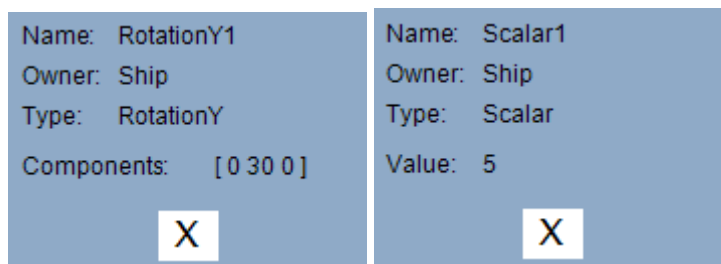 Name: RotationY1
Owner: Ship
Type: RotationY
Components: [ 0 30 0 ]
X
Name: Scalar1
Owner: Ship
Type: Scalar
Value: 5
X